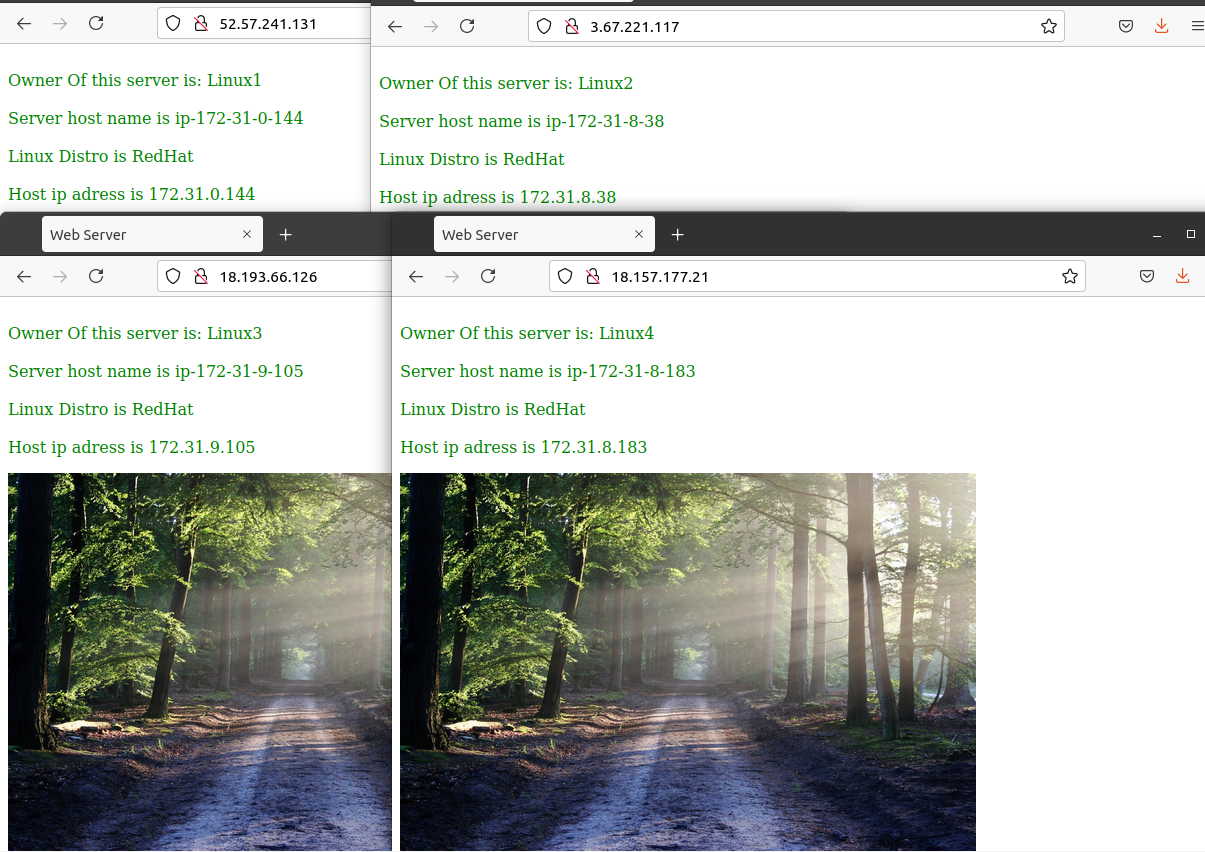 52.57.241.131
Owner Of this server is: Linux1
Server host name is ip-172-31-0-144
Linux Distro is RedHat
Host ip adress is 172.31.0.144
3.67.221.117
Owner Of this server is: Linux2
Server host name is ip-172-31-8-38
Linux Distro is RedHat
Host ip adress is 172.31.8.38
Web Server
18.193.66.126
Owner Of this server is: Linux3
Server host name is ip-172-31-9-105
Linux Distro is RedHat
Host ip adress is 172.31.9.105
Web Server
18.157.177.21
Owner Of this server is: Linux4
Server host name is ip-172-31-8-183
Linux Distro is RedHat
Host ip adress is 172.31.8.183